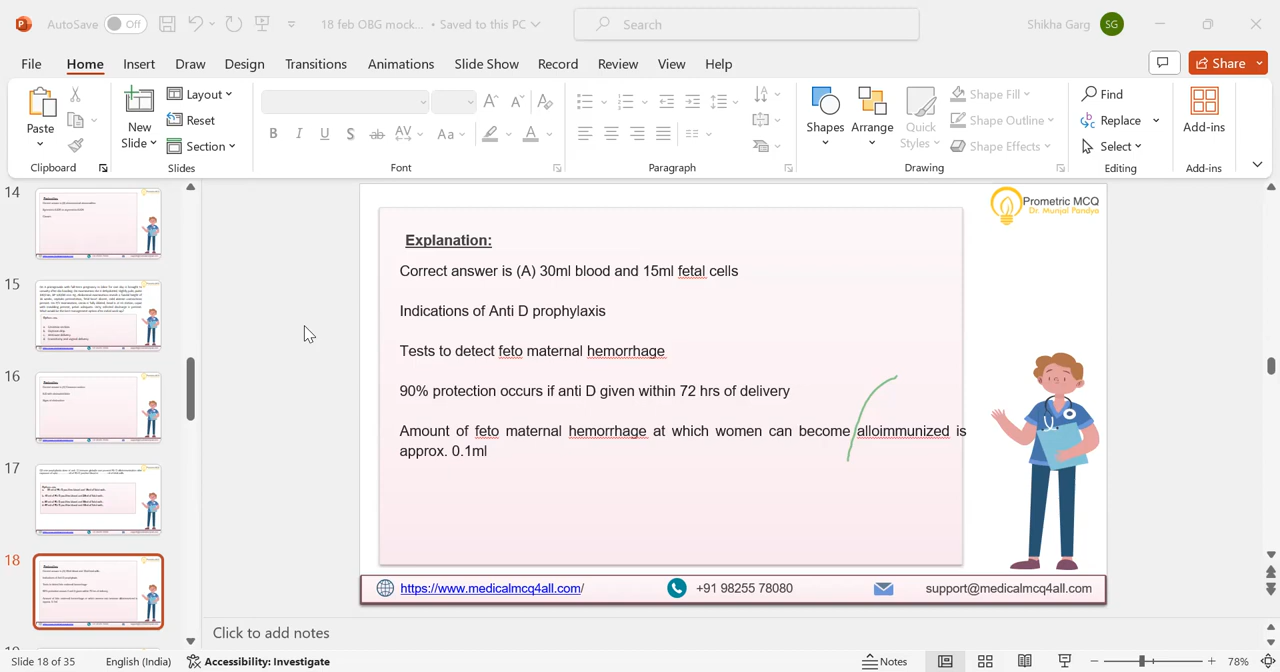 AutoSave Off 18 feb OBG mock... • Saved to this PC Search Shikha Garg SG
File Home Insert Draw Design Transitions Animations Slide Show Record Review View Help Share
Paste
New Slide
Layout
Reset
Section
Shapes
Arrange
Quick Styles
Shape Fill
Shape Outline
Shape Effects
Find
Replace
Select
Add-ins
Clipboard Slides Font Paragraph Drawing Editing Add-ins
14
15
16
17
18
Prometric MCQ
Dr. Munjal Pandya
Explanation:
Correct answer is (A) 30ml blood and 15ml fetal cells
Indications of Anti D prophylaxis
Tests to detect feto maternal hemorrhage
90% protection occurs if anti D given within 72 hrs of delivery
Amount of feto maternal hemorrhage at which women can become alloimmunized is
approx. 0.1ml
https://www.medicalmcq4all.com/ +91 9825768080 support@medicalmcq4all.com
Click to add notes
Slide 18 of 35 English (India) Accessibility: Investigate Notes 78%